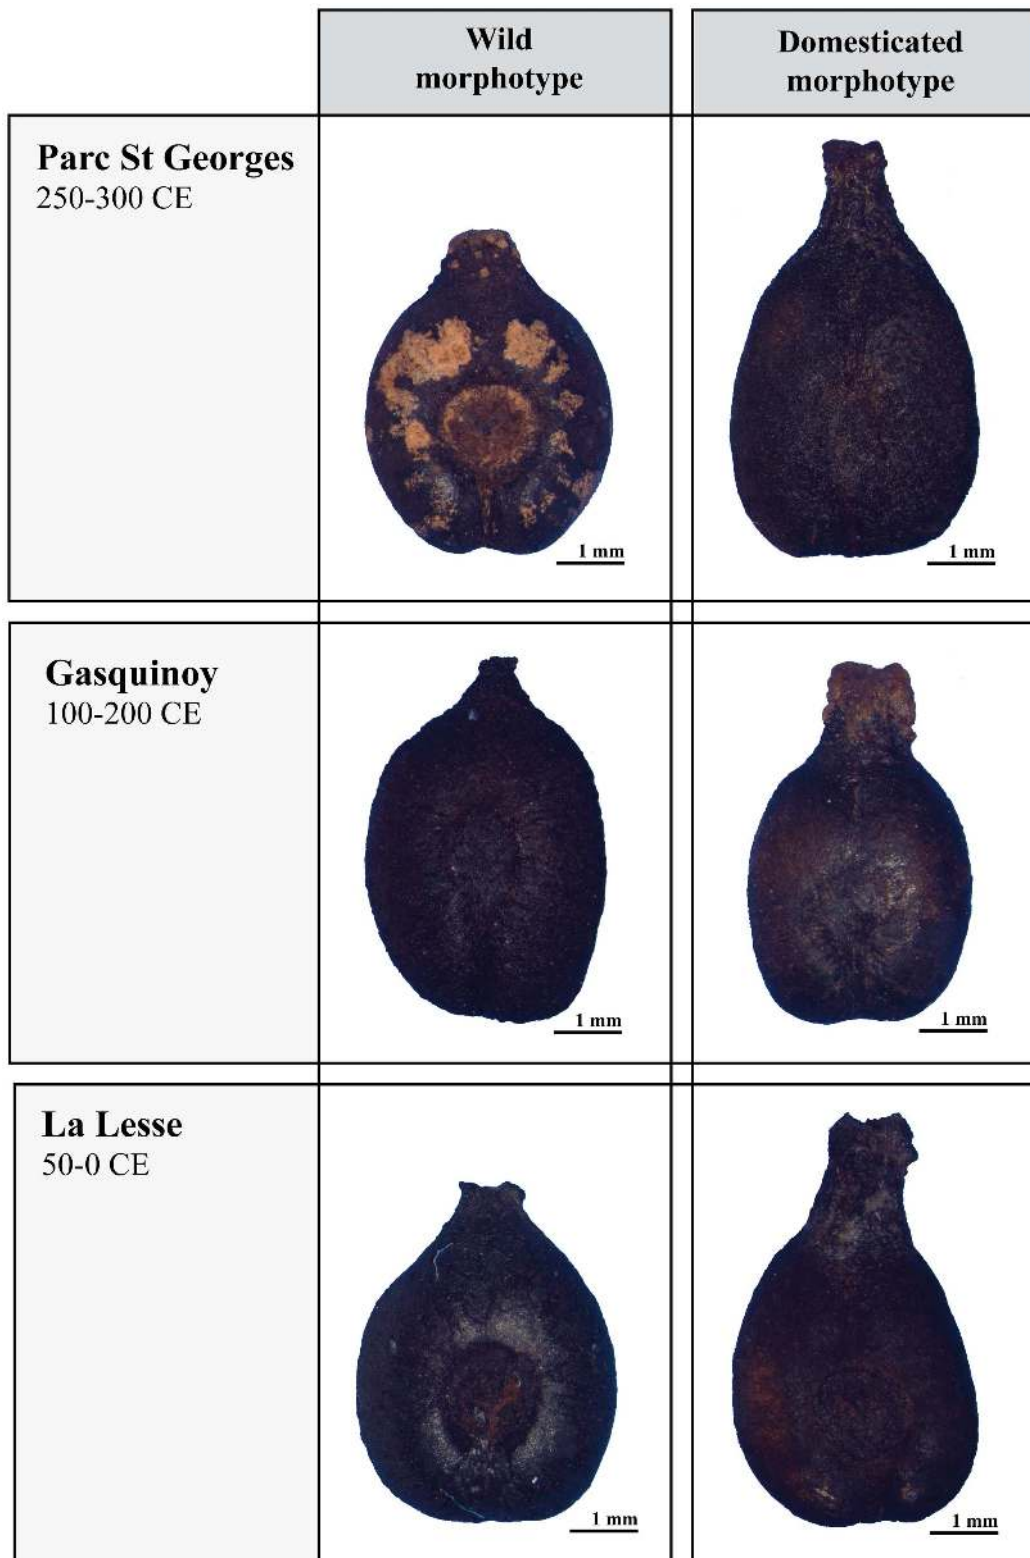 Wild
morphotype
Domesticated
morphotype
Parc St Georges
250-300 CE
1 mm
1 mm
Gasquinoy
100-200 CE
1 mm
1 mm
La Lesse
50-0 CE
1 mm
1 mm